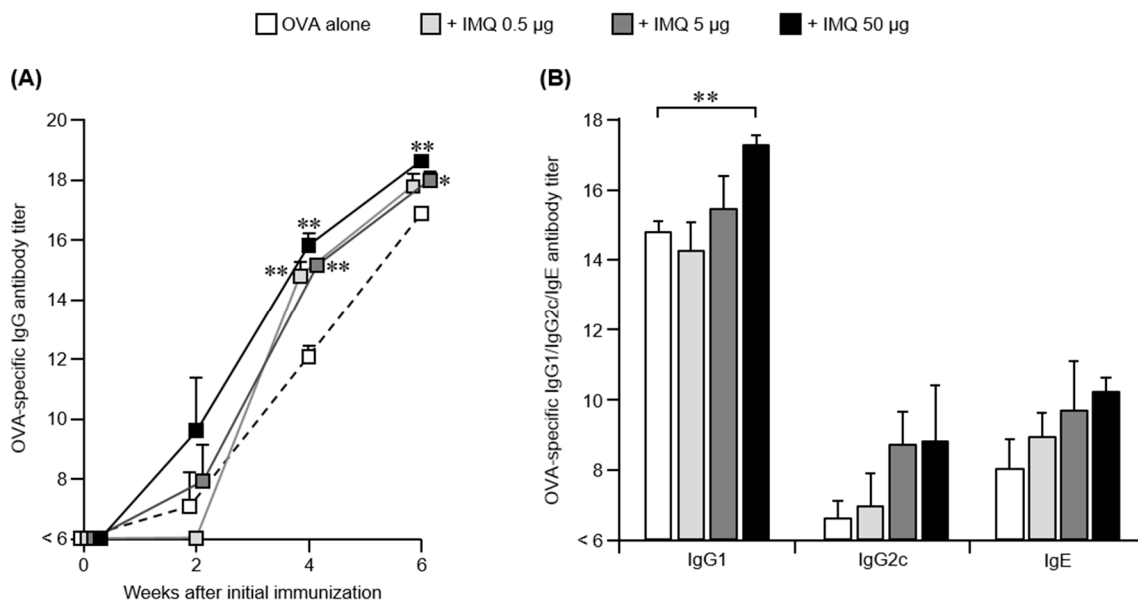 OVA alone + IMQ 0.5 µg + IMQ 5 µg + IMQ 50 µg
(A)
OVA-specific IgG antibody titer
20
18
16
14
12
10
8
< 6
**
*
**
**
**
0 2 4 6
Weeks after initial immunization
(B)
OVA-specific IgG1/IgG2c/IgE antibody titer
18
16
14
12
10
8
< 6
**
IgG1 IgG2c IgE